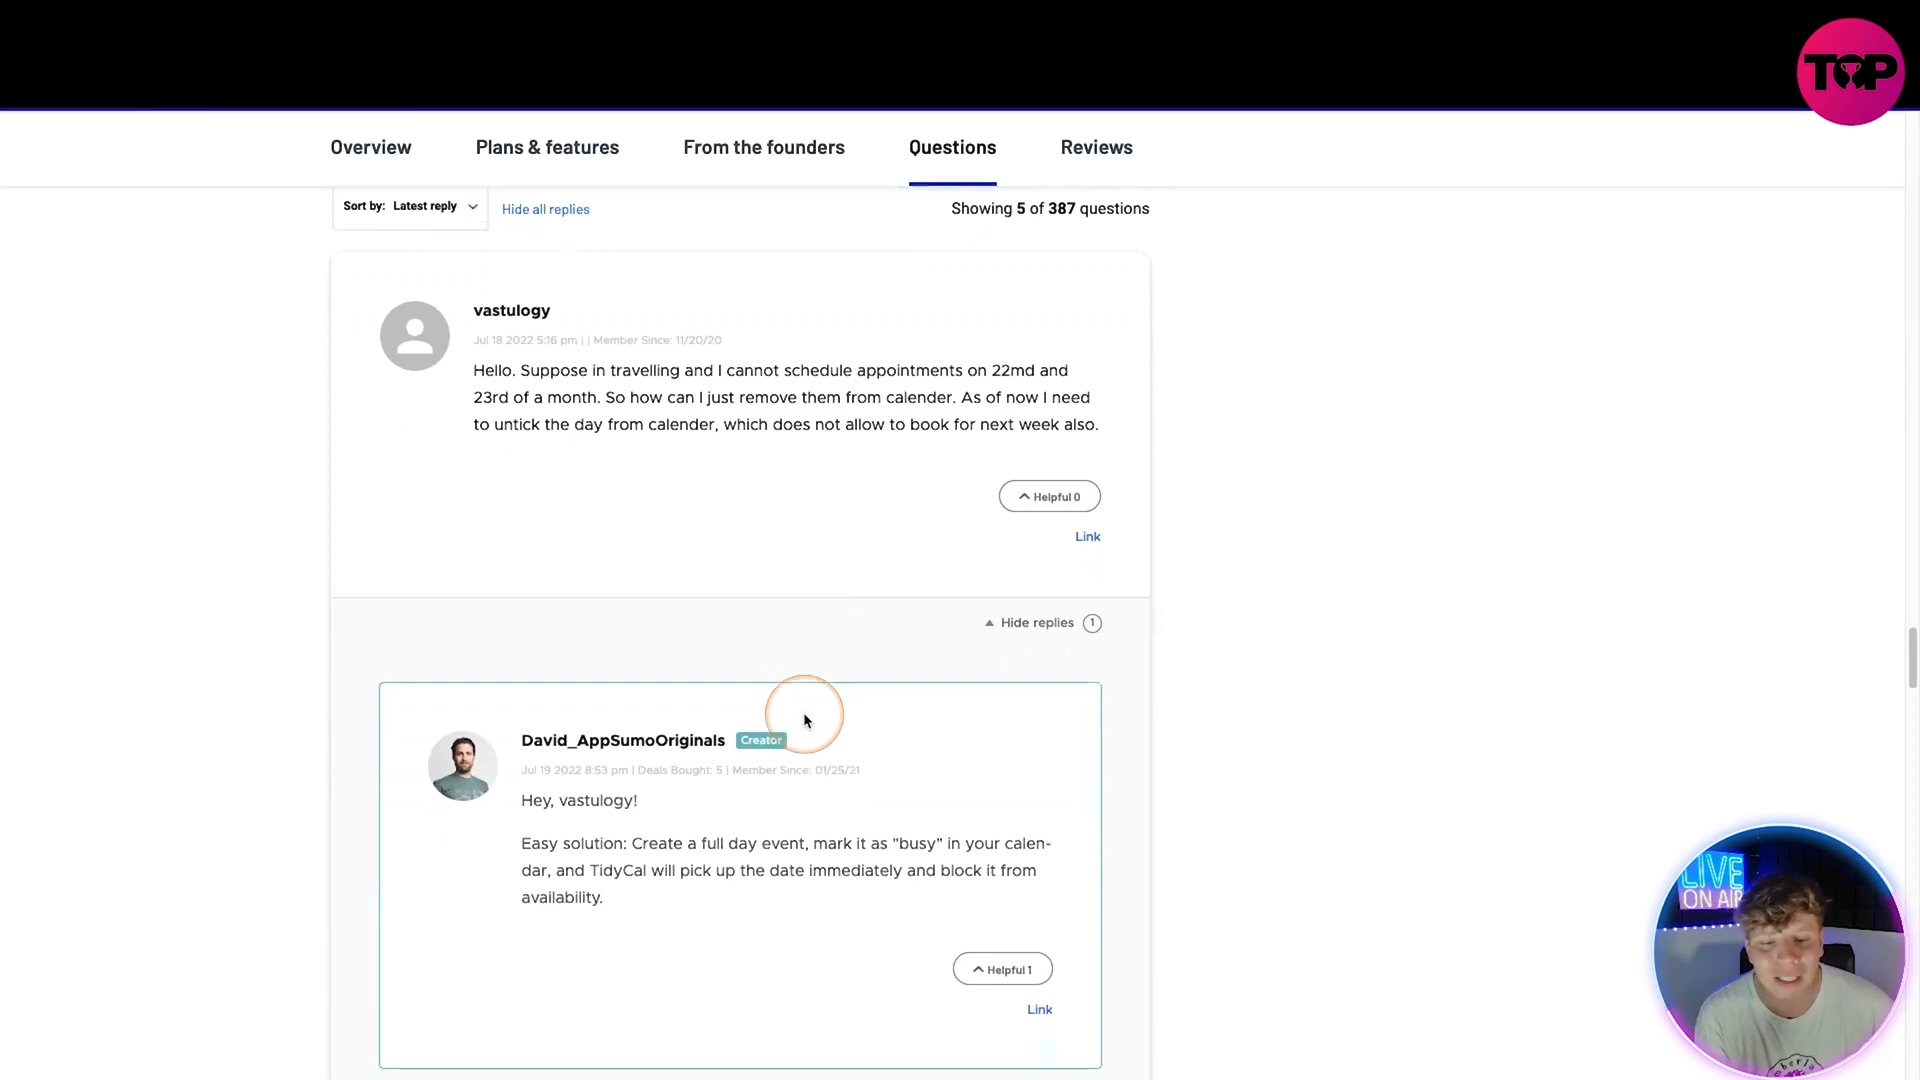 TOP
Overview
Plans & features
From the founders
Questions
Reviews
Sort by: Latest reply
Hide all replies
Showing 5 of 387 questions
vastulogy
Jul 18 2022 5:16 pm | | Member Since: 11/20/20
Hello. Suppose in travelling and I cannot schedule appointments on 22md and
23rd of a month. So how can I just remove them from calender. As of now I need
to untick the day from calender, which does not allow to book for next week also.
Helpful 0
Link
Hide replies 1
David_AppSumoOriginals Creator
Jul 19 2022 8:53 pm | Deals Bought: 5 | Member Since: 01/25/21
Hey, vastulogy!
Easy solution: Create a full day event, mark it as "busy" in your calen-
dar, and TidyCal will pick up the date immediately and block it from
availability.
Helpful 1
Link
LIVE
ON AIR